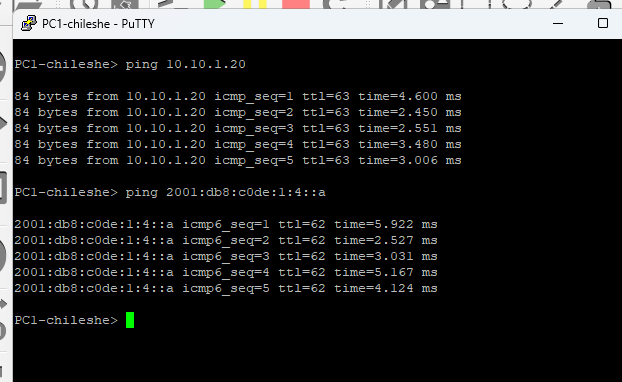 PC1-chileshe - PuTTY
PC1-chileshe> ping 10.10.1.20
84 bytes from 10.10.1.20 icmp_seq=1 ttl=63 time=4.600 ms
84 bytes from 10.10.1.20 icmp_seq=2 ttl=63 time=2.450 ms
84 bytes from 10.10.1.20 icmp_seq=3 ttl=63 time=2.551 ms
84 bytes from 10.10.1.20 icmp_seq=4 ttl=63 time=3.480 ms
84 bytes from 10.10.1.20 icmp_seq=5 ttl=63 time=3.006 ms
PC1-chileshe> ping 2001:db8:c0de:1:4::a
2001:db8:c0de:1:4::a icmp6_seq=1 ttl=62 time=5.922 ms
2001:db8:c0de:1:4::a icmp6_seq=2 ttl=62 time=2.527 ms
2001:db8:c0de:1:4::a icmp6_seq=3 ttl=62 time=3.031 ms
2001:db8:c0de:1:4::a icmp6_seq=4 ttl=62 time=5.167 ms
2001:db8:c0de:1:4::a icmp6_seq=5 ttl=62 time=4.124 ms
PC1-chileshe>